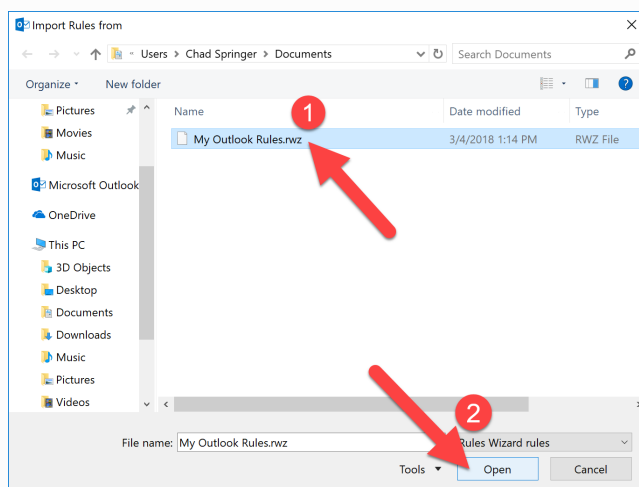 Import Rules from
Users > Chad Springer > Documents
Search Documents
Organize
New folder
?
Pictures
Movies
Music
Microsoft Outlook
OneDrive
This PC
3D Objects
Desktop
Documents
Downloads
Music
Pictures
Videos
Name
Date modified
Type
1
My Outlook Rules.rwz
3/4/2018 1:14 PM
RWZ File
2
File name:
My Outlook Rules.rwz
Rules Wizard rules
Tools
Open
Cancel